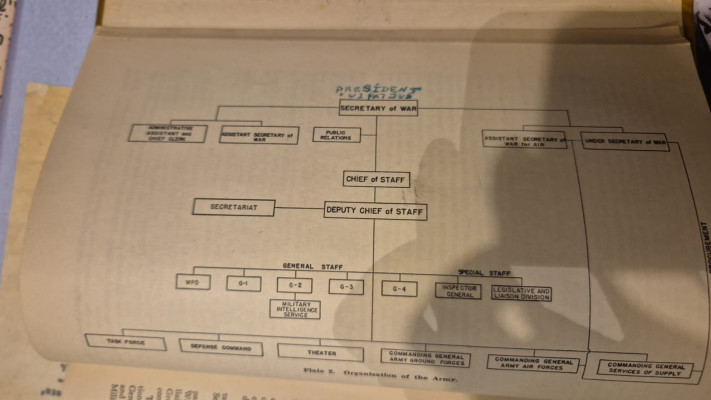 PRESIDENT
SECRETARY of WAR
ADMINISTRATIVE
ASSISTANT AND
CHIEF CLERK
ASSISTANT SECRETARY of
WAR
PUBLIC
RELATIONS
ASSISTANT SECRETARY of
WAR for AIR
UNDER SECRETARY of WAR
CHIEF of STAFF
SECRETARIAT
DEPUTY CHIEF of STAFF
PROCUREMENT
GENERAL STAFF
SPECIAL STAFF
WPD
G-1
G-2
G-3
G-4
INSPECTOR
GENERAL
LEGISLATIVE AND
LIAISON DIVISION
MILITARY
INTELLIGENCE
SERVICE
TASK FORCE
DEFENSE COMMAND
THEATER
COMMANDING GENERAL
ARMY GROUND FORCES
COMMANDING GENERAL
ARMY AIR FORCES
COMMANDING GENERAL
SERVICES OF SUPPLY
Plate 2. Organization of the Army.